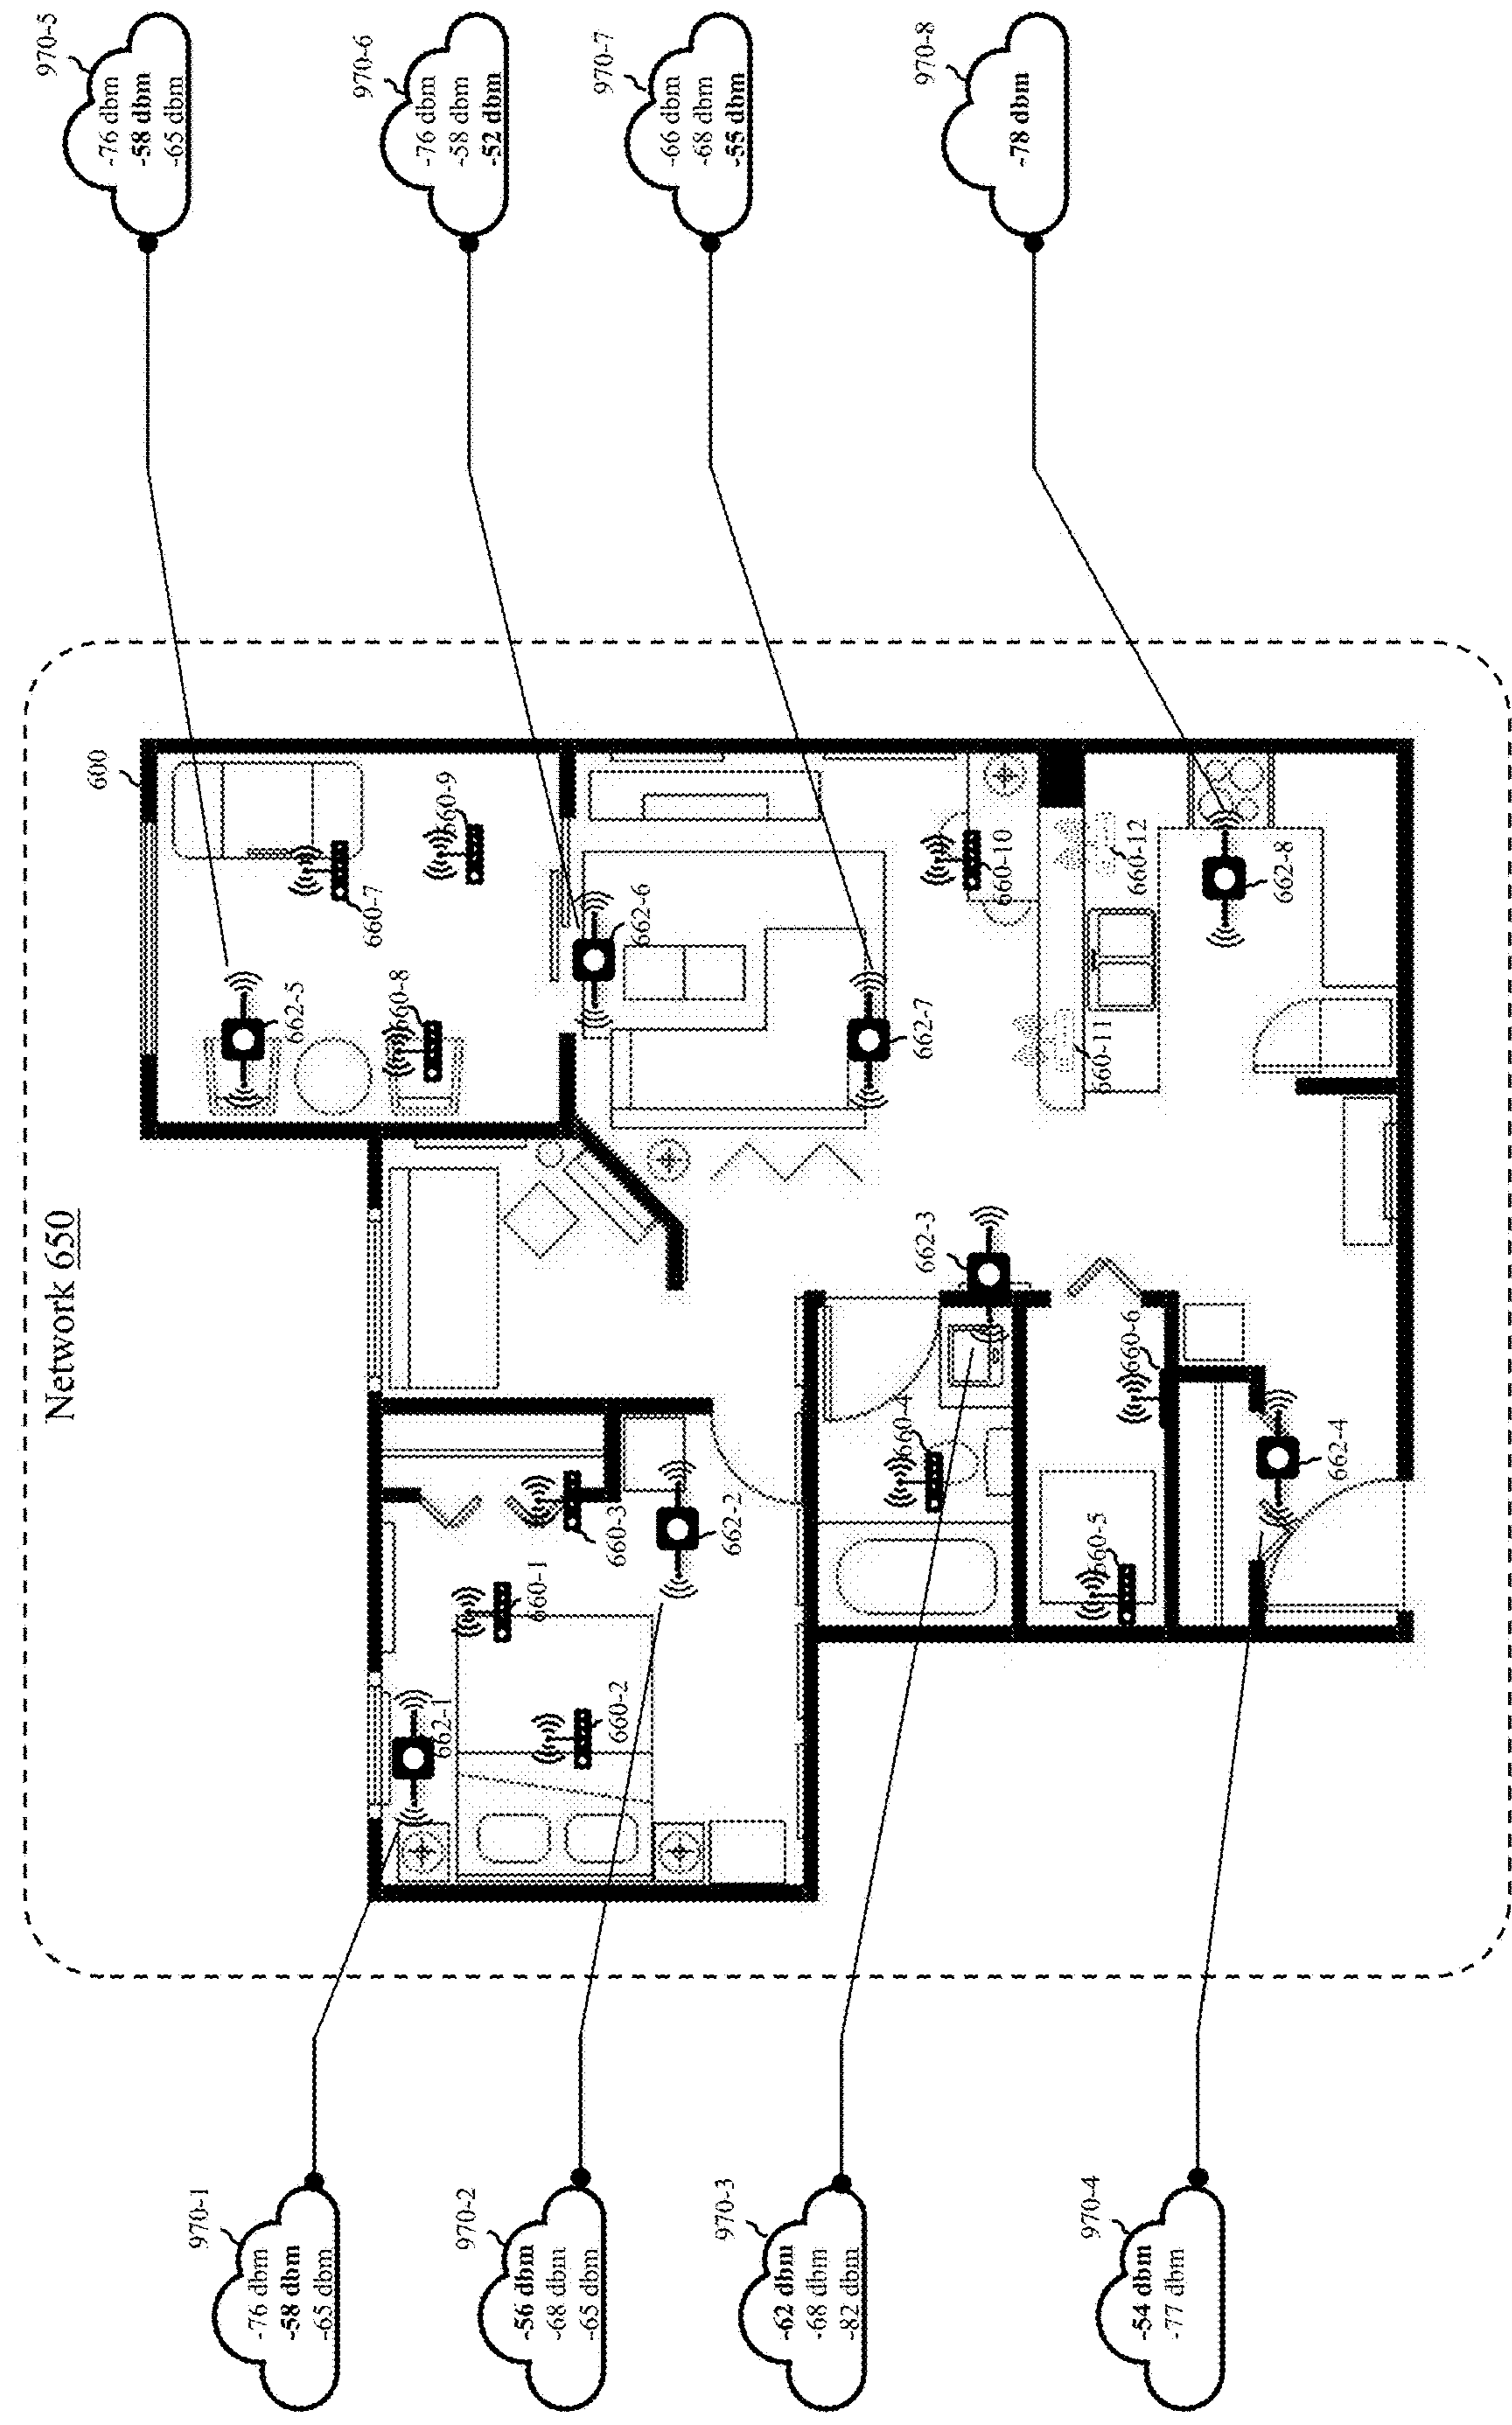 970-5
-76 dbm
-58 dbm
-65 dbm
970-6
-76 dbm
-58 dbm
-52 dbm
970-7
-66 dbm
-68 dbm
-55 dbm
970-8
-78 dbm
Network 650
600
660-9
660-7
662-5
660-8
662-6
662-7
660-10
660-12
660-11
662-8
662-3
660-6
660-4
662-4
660-5
660-3
662-2
660-1
662-1
660-2
970-1
-76 dbm
-58 dbm
-65 dbm
970-2
-56 dbm
-68 dbm
-65 dbm
970-3
-62 dbm
-68 dbm
-82 dbm
970-4
-54 dbm
-77 dbm